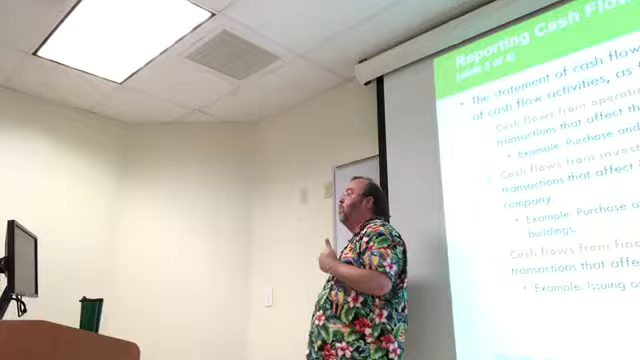 Reporting Cash Flow
(slide 3 of 4)
• The statement of cash flow
of cash flow activities, as
Cash flows from operati
transactions that affect th
• Example: Purchase and
Cash flows from invest
transactions that affect
company.
• Example: Purchase a
buildings.
Cash flows from fina
transactions that affe
• Example: Issuing o